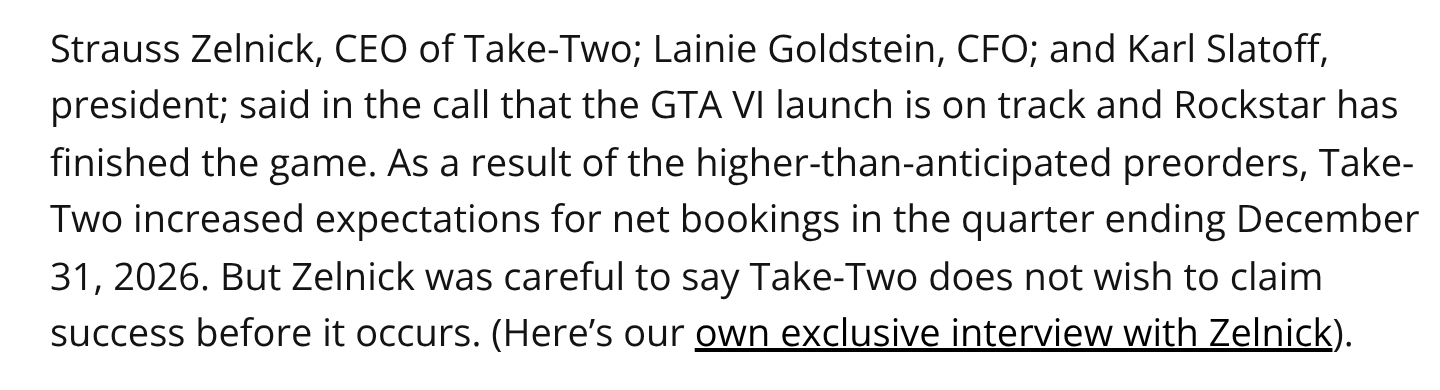 Strauss Zelnick, CEO of Take-Two; Lainie Goldstein, CFO; and Karl Slatoff,
president; said in the call that the GTA VI launch is on track and Rockstar has
finished the game. As a result of the higher-than-anticipated preorders, Take-
Two increased expectations for net bookings in the quarter ending December
31, 2026. But Zelnick was careful to say Take-Two does not wish to claim
success before it occurs. (Here’s our own exclusive interview with Zelnick).